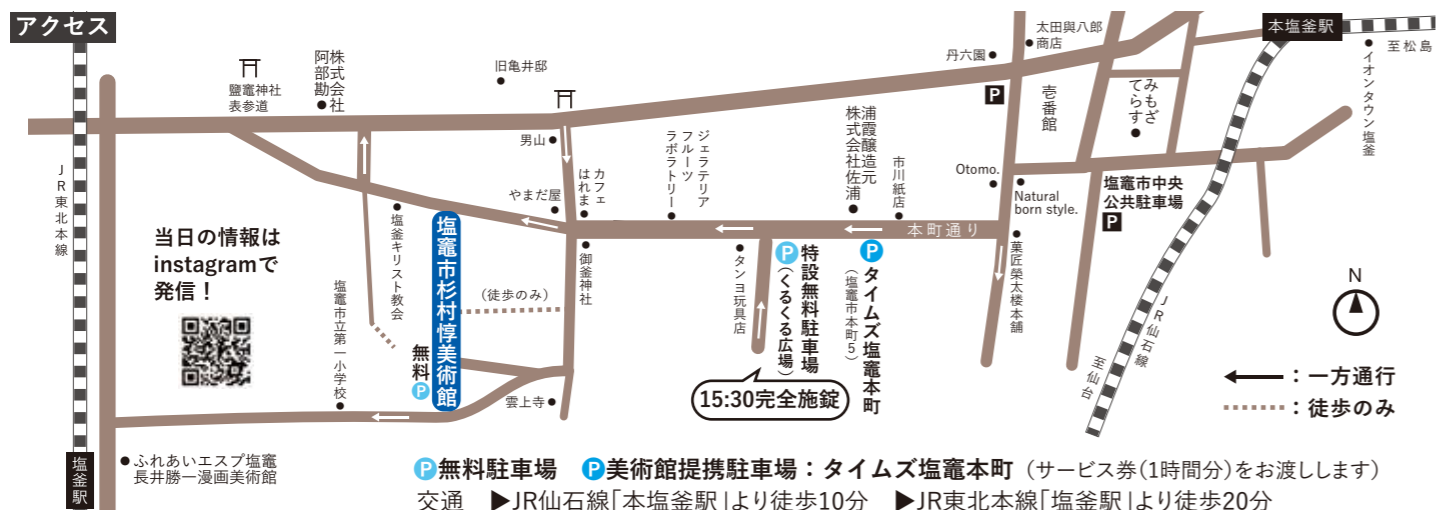 アクセス
本塩釜駅
至松島
イオンタウン塩釜
太田與八郎
商店
丹六園
P
壱番館
みもざ
てらす
旧亀井邸
株式会社
阿部勘
鹽竈神社
表参道
男山
やまだ屋
カフェ
はれま
ジェラテリア
フルーツ
ラボラトリー
浦霞醸造元
株式会社佐浦
市川紙店
Otomo.
Natural
born style.
塩竈市中央
公共駐車場
P
本町通り
JR東北本線
当日の情報は
instagramで
発信！
塩釜キリスト教会
塩竈市杉村惇美術館
塩竈市立第一小学校
無料
P
（徒歩のみ）
御釜神社
雲上寺
タンヨ玩具店
P
特設無料駐車場
（くるくる広場）
15:30完全施錠
P
タイムズ塩竈本町
（塩竈市本町5）
菓匠榮太楼本舗
JR仙石線
至仙台
N
：一方通行
：徒歩のみ
塩釜駅
ふれあいエスプ塩竈
長井勝一漫画美術館
P無料駐車場 P美術館提携駐車場：タイムズ塩竈本町（サービス券（1時間分）をお渡しします）
交通 ▶JR仙石線「本塩釜駅」より徒歩10分 ▶JR東北本線「塩釜駅」より徒歩20分